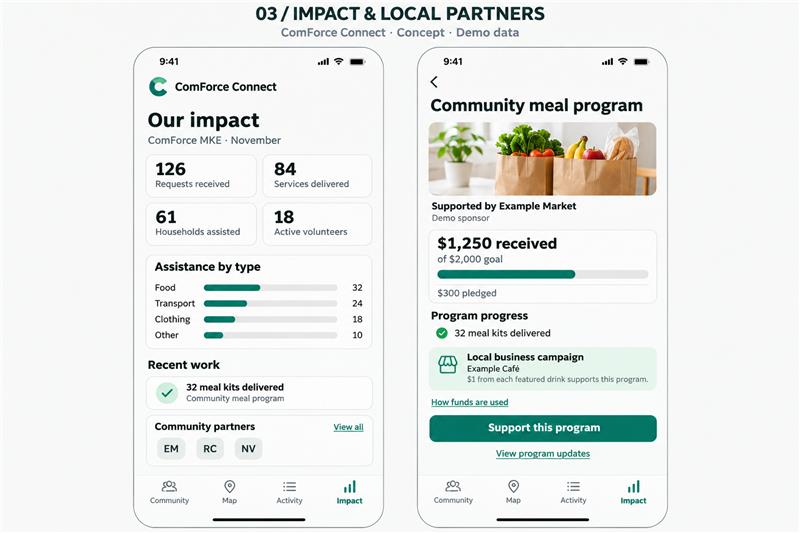 03 / IMPACT & LOCAL PARTNERS
ComForce Connect · Concept · Demo data
9:41
ComForce Connect
Our impact
ComForce MKE · November
126
Requests received
84
Services delivered
61
Households assisted
18
Active volunteers
Assistance by type
Food 32
Transport 24
Clothing 18
Other 10
Recent work
32 meal kits delivered
Community meal program
Community partners View all
EM RC NV
Community Map Activity Impact
9:41
Community meal program
Supported by Example Market
Demo sponsor
$1,250 received
of $2,000 goal
$300 pledged
Program progress
32 meal kits delivered
Local business campaign
Example Café
$1 from each featured drink supports this program.
How funds are used
Support this program
View program updates
Community Map Activity Impact